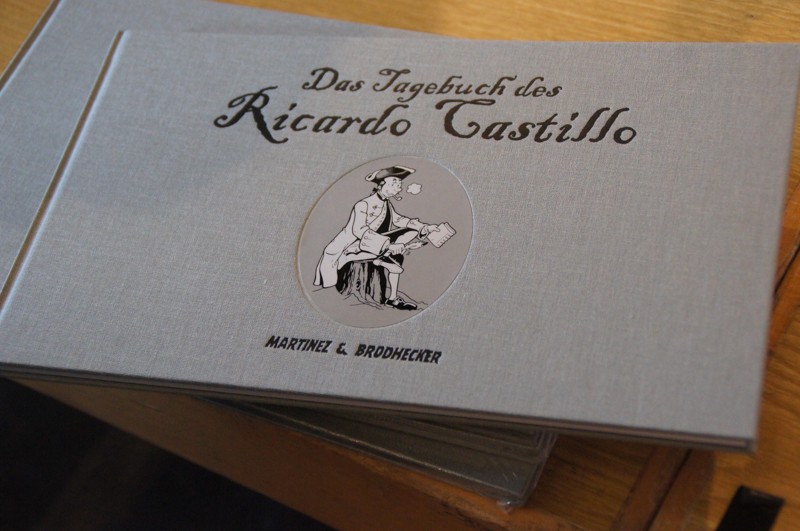 Das Tagebuch des
Ricardo Castillo
MARTINEZ & BRODHECKER